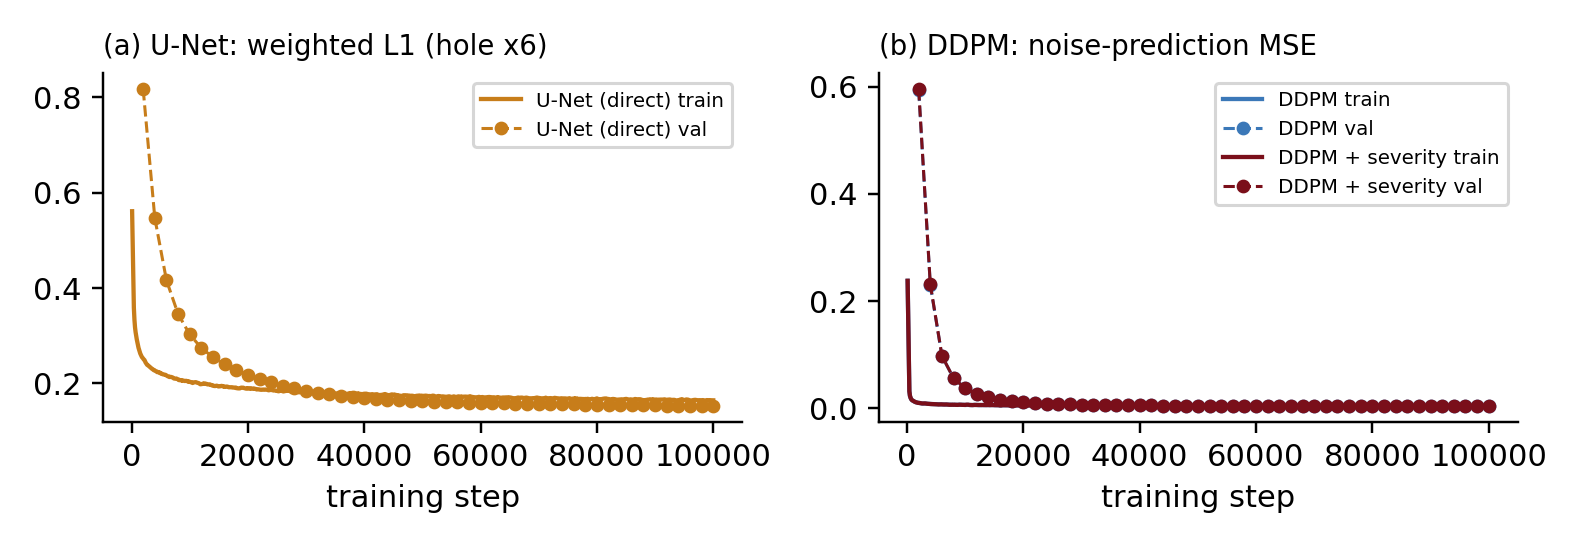 (a) U-Net: weighted L1 (hole x6)
U-Net (direct) train
U-Net (direct) val
0.8
0.6
0.4
0.2
0 20000 40000 60000 80000 100000
training step
(b) DDPM: noise-prediction MSE
DDPM train
DDPM val
DDPM + severity train
DDPM + severity val
0.6
0.4
0.2
0.0
0 20000 40000 60000 80000 100000
training step